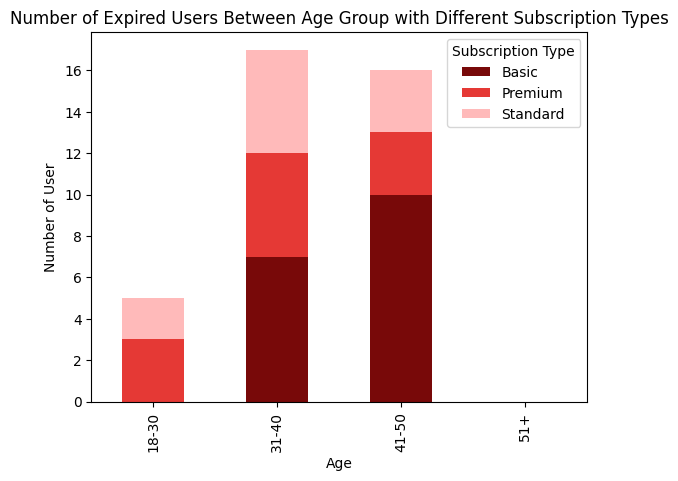 Number of Expired Users Between Age Group with Different Subscription Types
Subscription Type
Basic
Premium
Standard
Number of User
16
14
12
10
8
6
4
2
0
18-30
31-40
41-50
51+
Age